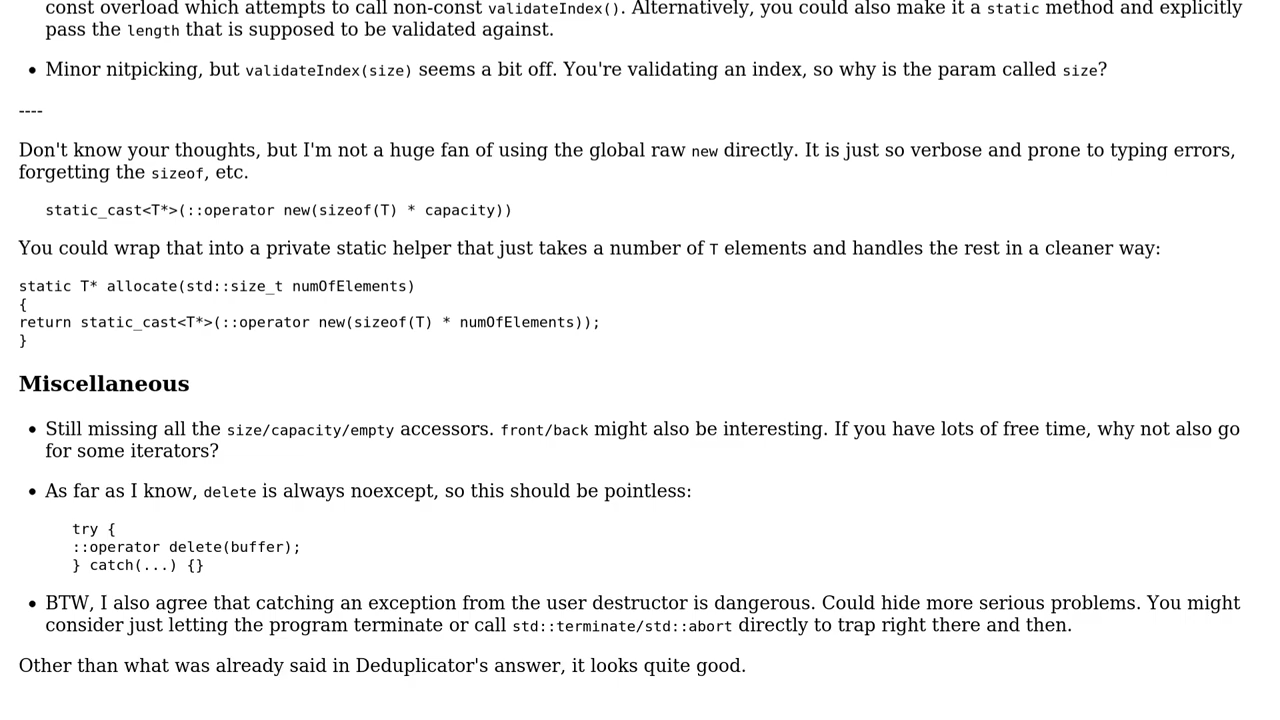 const overload which attempts to call non-const validateIndex(). Alternatively, you could also make it a static method and explicitly
pass the length that is supposed to be validated against.
• Minor nitpicking, but validateIndex(size) seems a bit off. You're validating an index, so why is the param called size?
----
Don't know your thoughts, but I'm not a huge fan of using the global raw new directly. It is just so verbose and prone to typing errors,
forgetting the sizeof, etc.
static_cast<T*>(::operator new(sizeof(T) * capacity))
You could wrap that into a private static helper that just takes a number of T elements and handles the rest in a cleaner way:
static T* allocate(std::size_t numOfElements)
{
return static_cast<T*>(::operator new(sizeof(T) * numOfElements));
}
Miscellaneous
• Still missing all the size/capacity/empty accessors. front/back might also be interesting. If you have lots of free time, why not also go
for some iterators?
• As far as I know, delete is always noexcept, so this should be pointless:
try {
::operator delete(buffer);
} catch(...) {}
• BTW, I also agree that catching an exception from the user destructor is dangerous. Could hide more serious problems. You might
consider just letting the program terminate or call std::terminate/std::abort directly to trap right there and then.
Other than what was already said in Deduplicator's answer, it looks quite good.